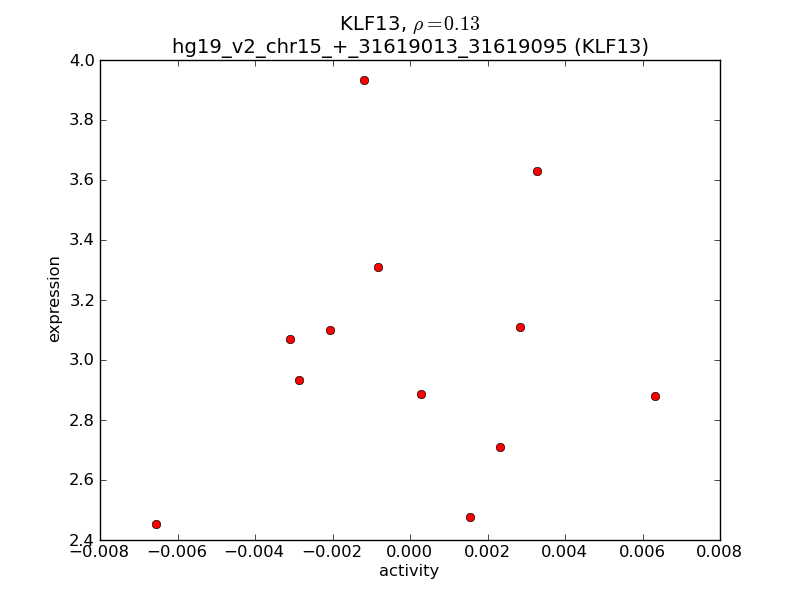 KLF13, ρ = 0.13
hg19_v2_chr15_+_31619013_31619095 (KLF13)
4.0
3.8
3.6
3.4
3.2
3.0
2.8
2.6
2.4
expression
−0.008 −0.006 −0.004 −0.002 0.000 0.002 0.004 0.006 0.008
activity